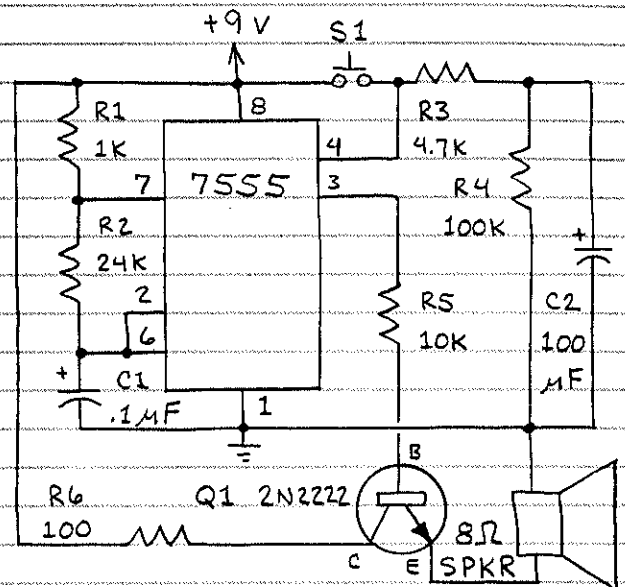 +9 V
S1
8
R1
1K
7
7555
4
3
R3
4.7K
R4
100K
R2
24K
2
6
+
C1
.1µF
1
R5
10K
+
C2
100
µF
B
R6
100
Q1 2N2222
C
E
8Ω
SPKR